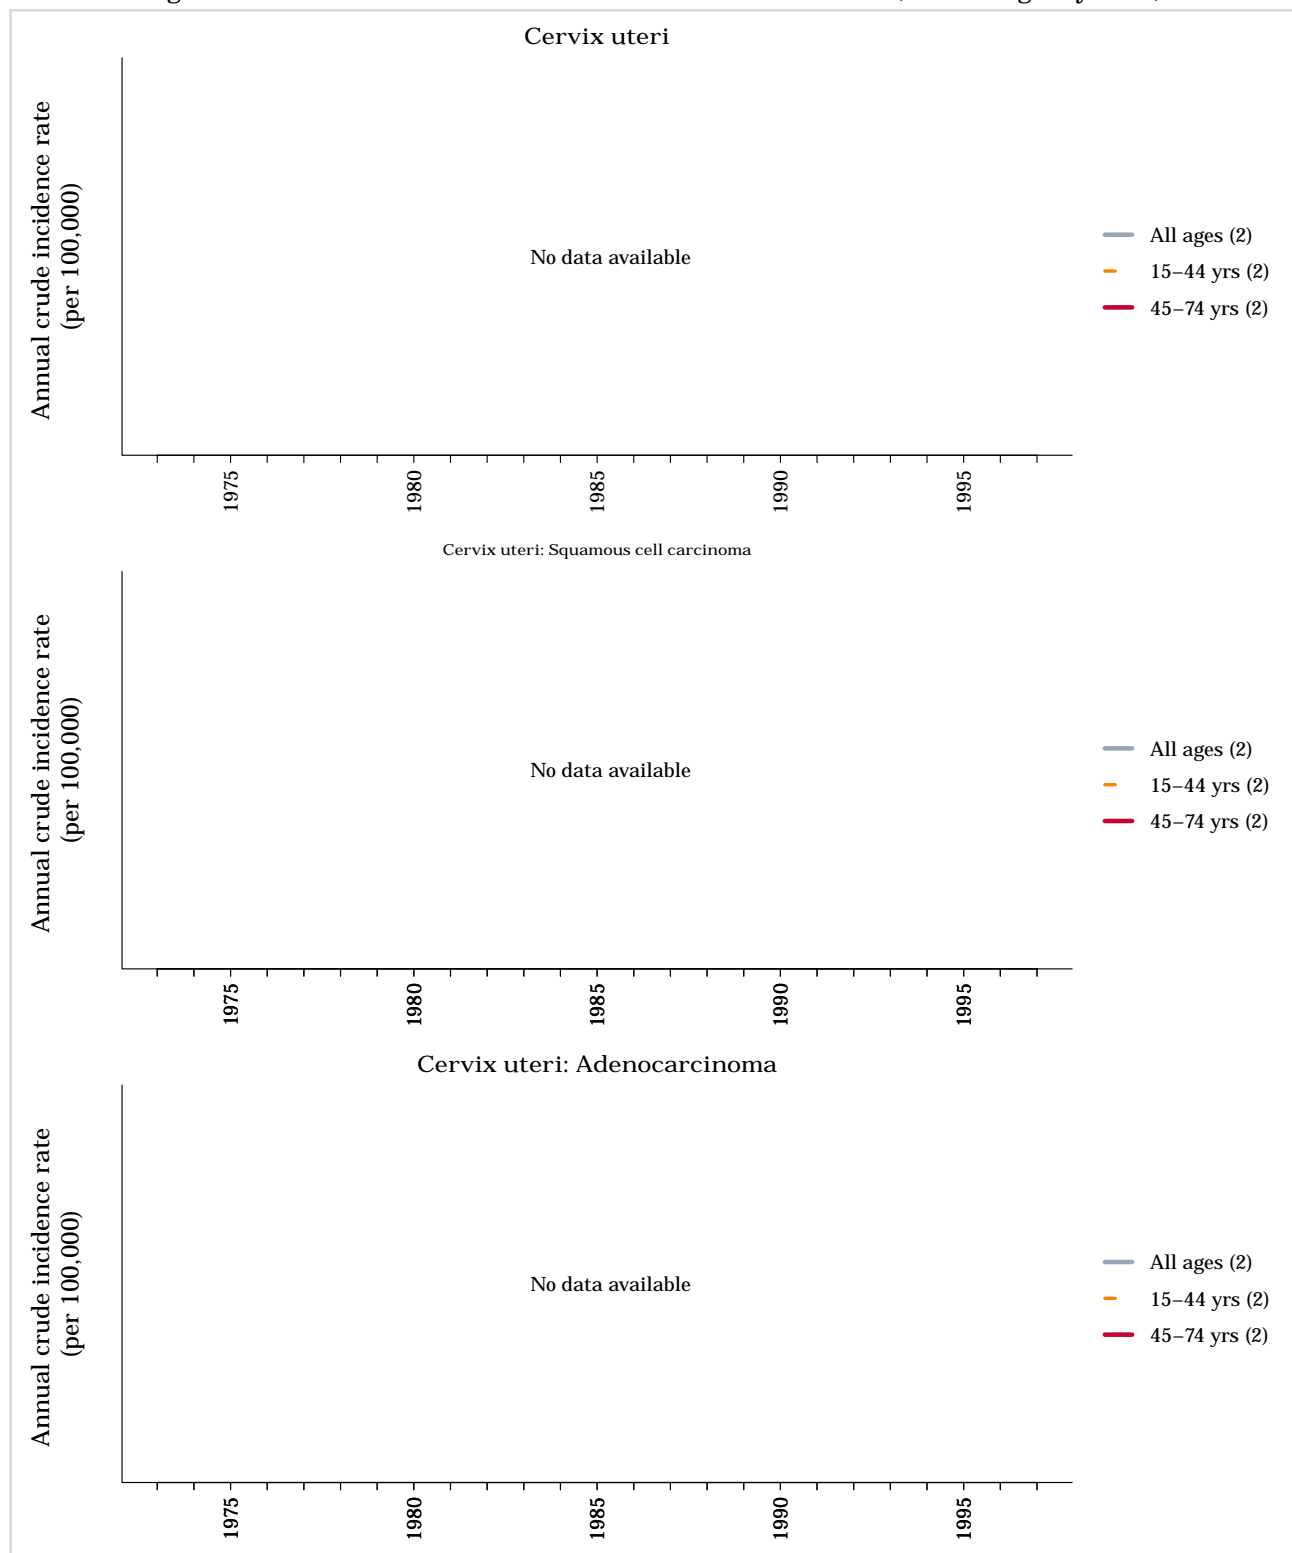 Cervix uteri
Annual crude incidence rate
(per 100,000)
No data available
All ages (2)
15–44 yrs (2)
45–74 yrs (2)
1975
1980
1985
1990
1995
Cervix uteri: Squamous cell carcinoma
Annual crude incidence rate
(per 100,000)
No data available
All ages (2)
15–44 yrs (2)
45–74 yrs (2)
1975
1980
1985
1990
1995
Cervix uteri: Adenocarcinoma
Annual crude incidence rate
(per 100,000)
No data available
All ages (2)
15–44 yrs (2)
45–74 yrs (2)
1975
1980
1985
1990
1995